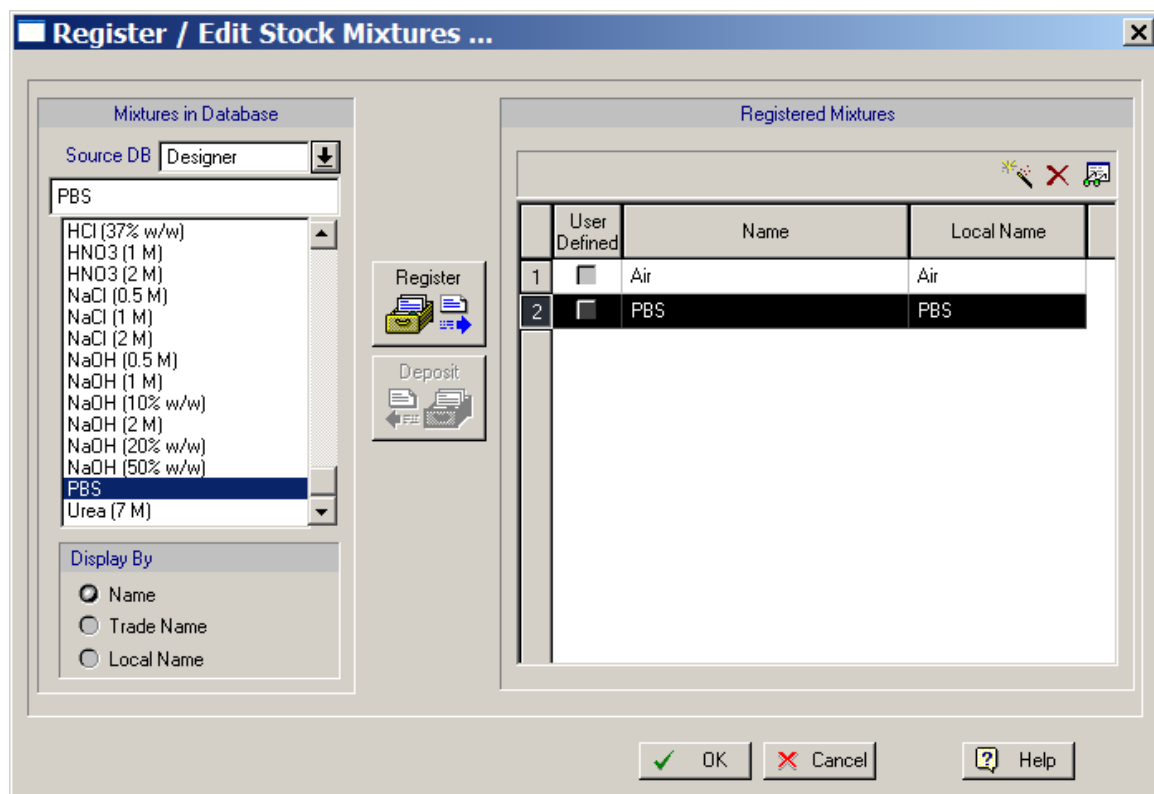 Register / Edit Stock Mixtures ...
Mixtures in Database
Source DB Designer
PBS
HCl (37% w/w)
HNO3 (1 M)
HNO3 (2 M)
NaCl (0.5 M)
NaCl (1 M)
NaCl (2 M)
NaOH (0.5 M)
NaOH (1 M)
NaOH (10% w/w)
NaOH (2 M)
NaOH (20% w/w)
NaOH (50% w/w)
PBS
Urea (7 M)
Display By
Name
Trade Name
Local Name
Register
Deposit
Registered Mixtures
User Defined Name Local Name
1 Air Air
2 PBS PBS
OK Cancel Help